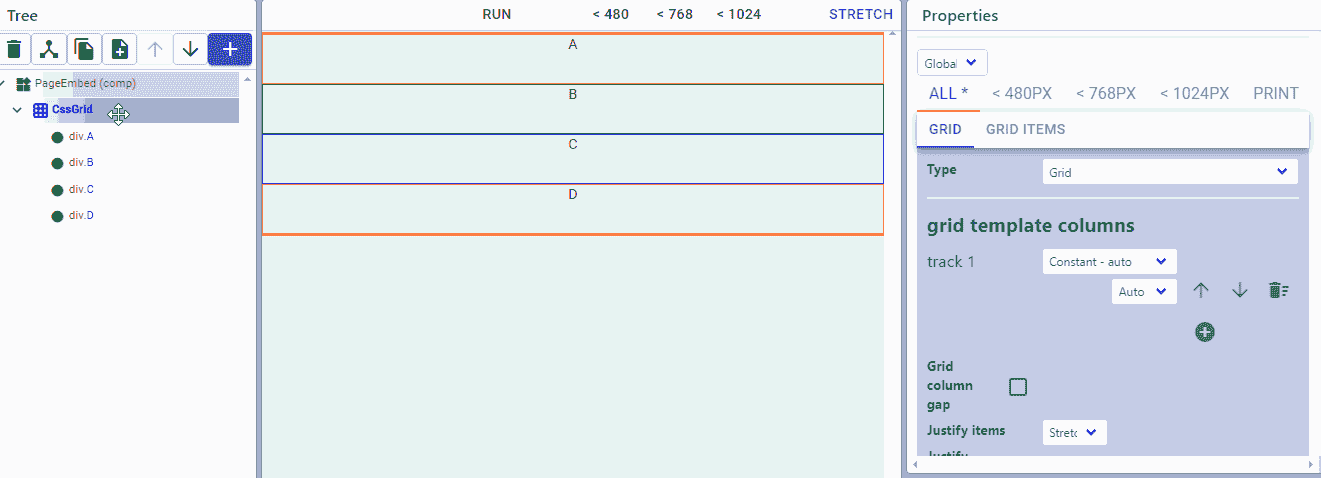 Tree
PageEmbed (comp)
CssGrid
div.A
div.B
div.C
div.D
RUN < 480 < 768 < 1024 STRETCH
A
B
C
D
Properties
Global
ALL * < 480PX < 768PX < 1024PX PRINT
GRID GRID ITEMS
Type Grid
grid template columns
track 1 Constant - auto
Auto
Grid
column
gap
Justify items Stretc
Justify